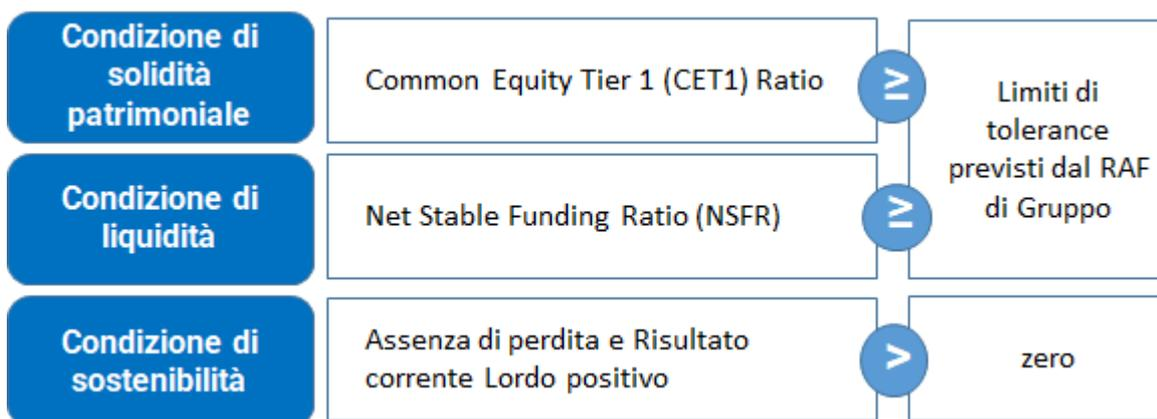 Condizione di
solidità
patrimoniale
Common Equity Tier 1 (CET1) Ratio
≥
Limiti di
tolerance
previsti dal RAF
di Gruppo
Condizione di
liquidità
Net Stable Funding Ratio (NSFR)
≥
Condizione di
sostenibilità
Assenza di perdita e Risultato
corrente Lordo positivo
>
zero